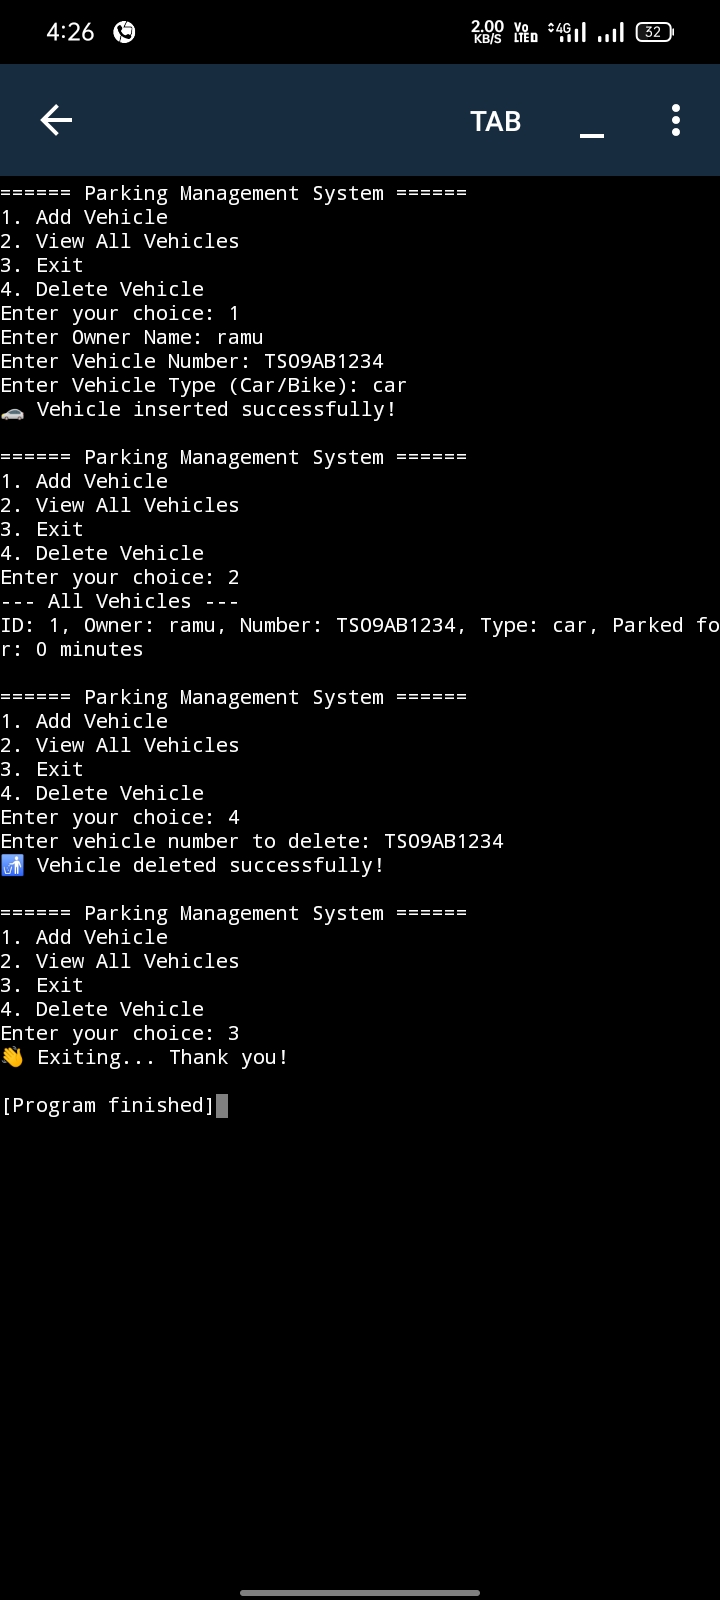 4:26
2.00 KB/S Vo LTE D 4G 32
TAB
====== Parking Management System ======
1. Add Vehicle
2. View All Vehicles
3. Exit
4. Delete Vehicle
Enter your choice: 1
Enter Owner Name: ramu
Enter Vehicle Number: TS09AB1234
Enter Vehicle Type (Car/Bike): car
🚗 Vehicle inserted successfully!
====== Parking Management System ======
1. Add Vehicle
2. View All Vehicles
3. Exit
4. Delete Vehicle
Enter your choice: 2
--- All Vehicles ---
ID: 1, Owner: ramu, Number: TS09AB1234, Type: car, Parked fo
r: 0 minutes
====== Parking Management System ======
1. Add Vehicle
2. View All Vehicles
3. Exit
4. Delete Vehicle
Enter your choice: 4
Enter vehicle number to delete: TS09AB1234
🚮 Vehicle deleted successfully!
====== Parking Management System ======
1. Add Vehicle
2. View All Vehicles
3. Exit
4. Delete Vehicle
Enter your choice: 3
👋 Exiting... Thank you!
[Program finished]